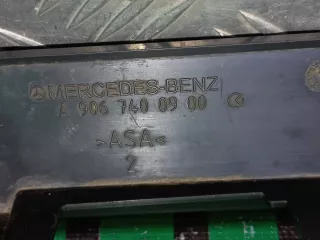 MERCEDES-BENZ
A 906 740 09 00
>ASA<
2